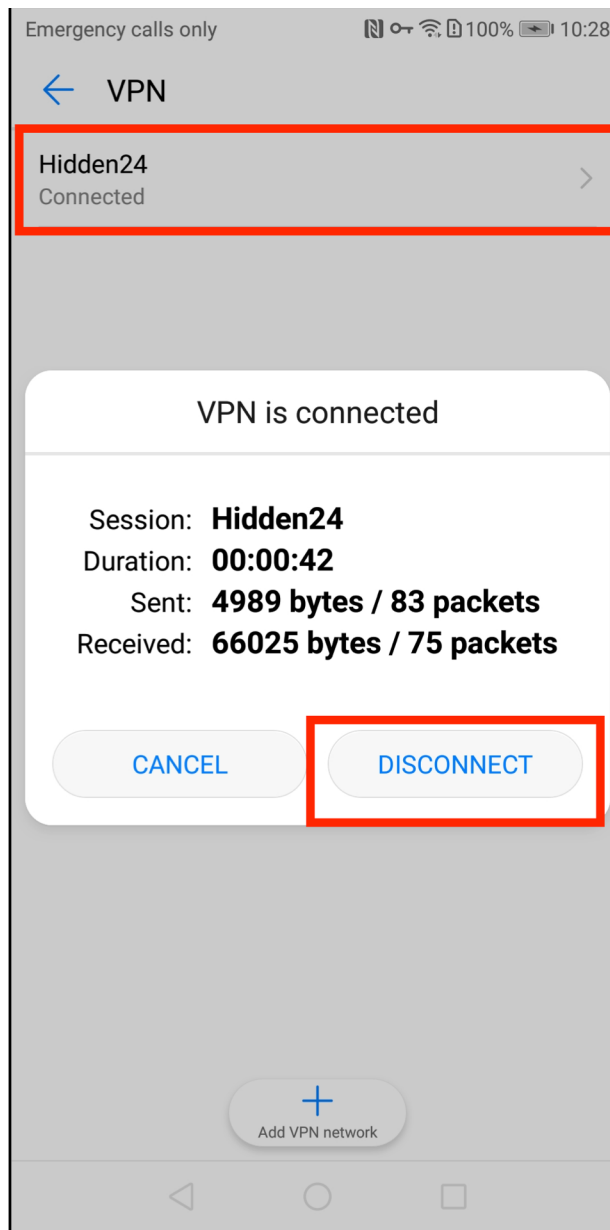 Emergency calls only 100% 10:28
VPN
Hidden24
Connected
VPN is connected
Session: Hidden24
Duration: 00:00:42
Sent: 4989 bytes / 83 packets
Received: 66025 bytes / 75 packets
CANCEL DISCONNECT
Add VPN network